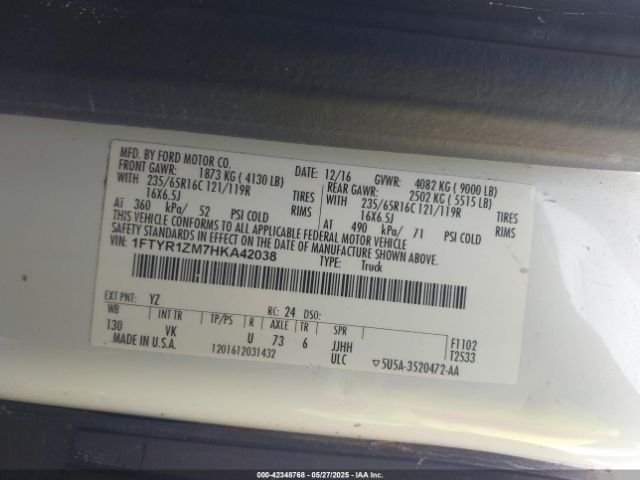 MFD. BY FORD MOTOR CO. DATE: 12/16 GVWR: 4082 KG ( 9000 LB)
FRONT GAWR: 1873 KG ( 4130 LB) REAR GAWR: 2502 KG ( 5515 LB)
WITH 235/65R16C 121/119R TIRES WITH 235/65R16C 121/119R TIRES
16X6.5J RIMS 16X6.5J RIMS
AT 360 kPa/ 52 PSI COLD AT 490 kPa/ 71 PSI COLD
THIS VEHICLE CONFORMS TO ALL APPLICABLE FEDERAL MOTOR VEHICLE
SAFETY STANDARDS IN EFFECT ON THE DATE OF MANUFACTURE SHOWN ABOVE.
VIN: 1FTYR1ZM7HKA42038
TYPE: Truck
EXT PNT: YZ RC: 24 DSO:
WB INT TR TP/PS R AXLE TR SPR F1102
130 VK U 73 6 JJHH T2533
MADE IN U.S.A. 1201612031432 ULC ▽5U5A-3520472-AA
000-42348768 - 05/27/2025 - IAAI.com